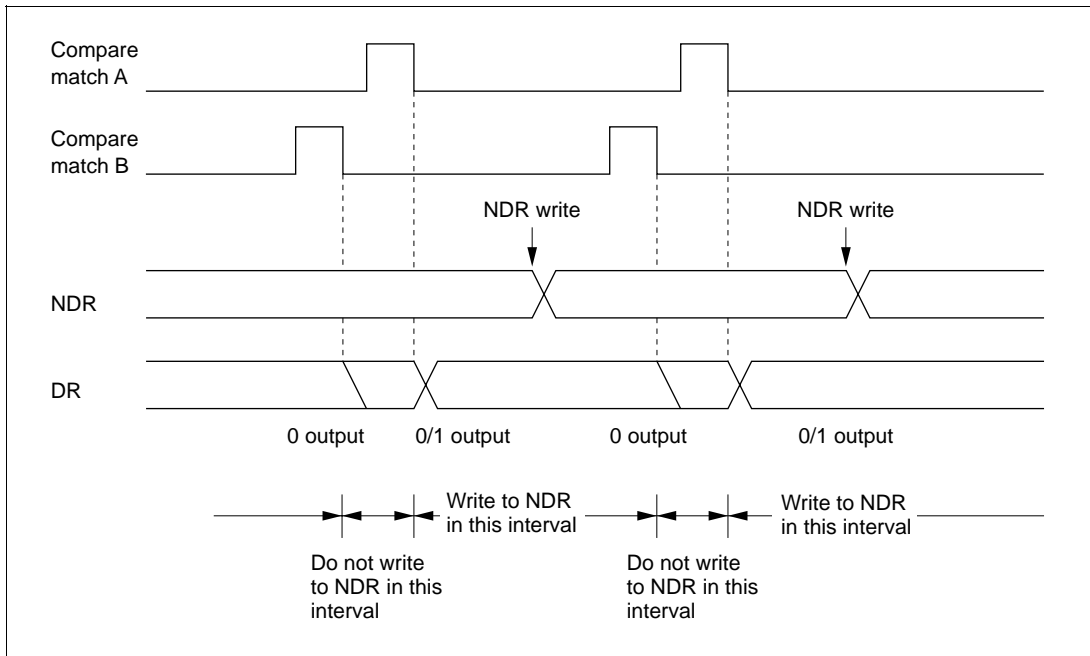 Compare
match A
Compare
match B
NDR write
NDR write
NDR
DR
0 output
0/1 output
0 output
0/1 output
Write to NDR
in this interval
Write to NDR
in this interval
Do not write
to NDR in this
interval
Do not write
to NDR in this
interval